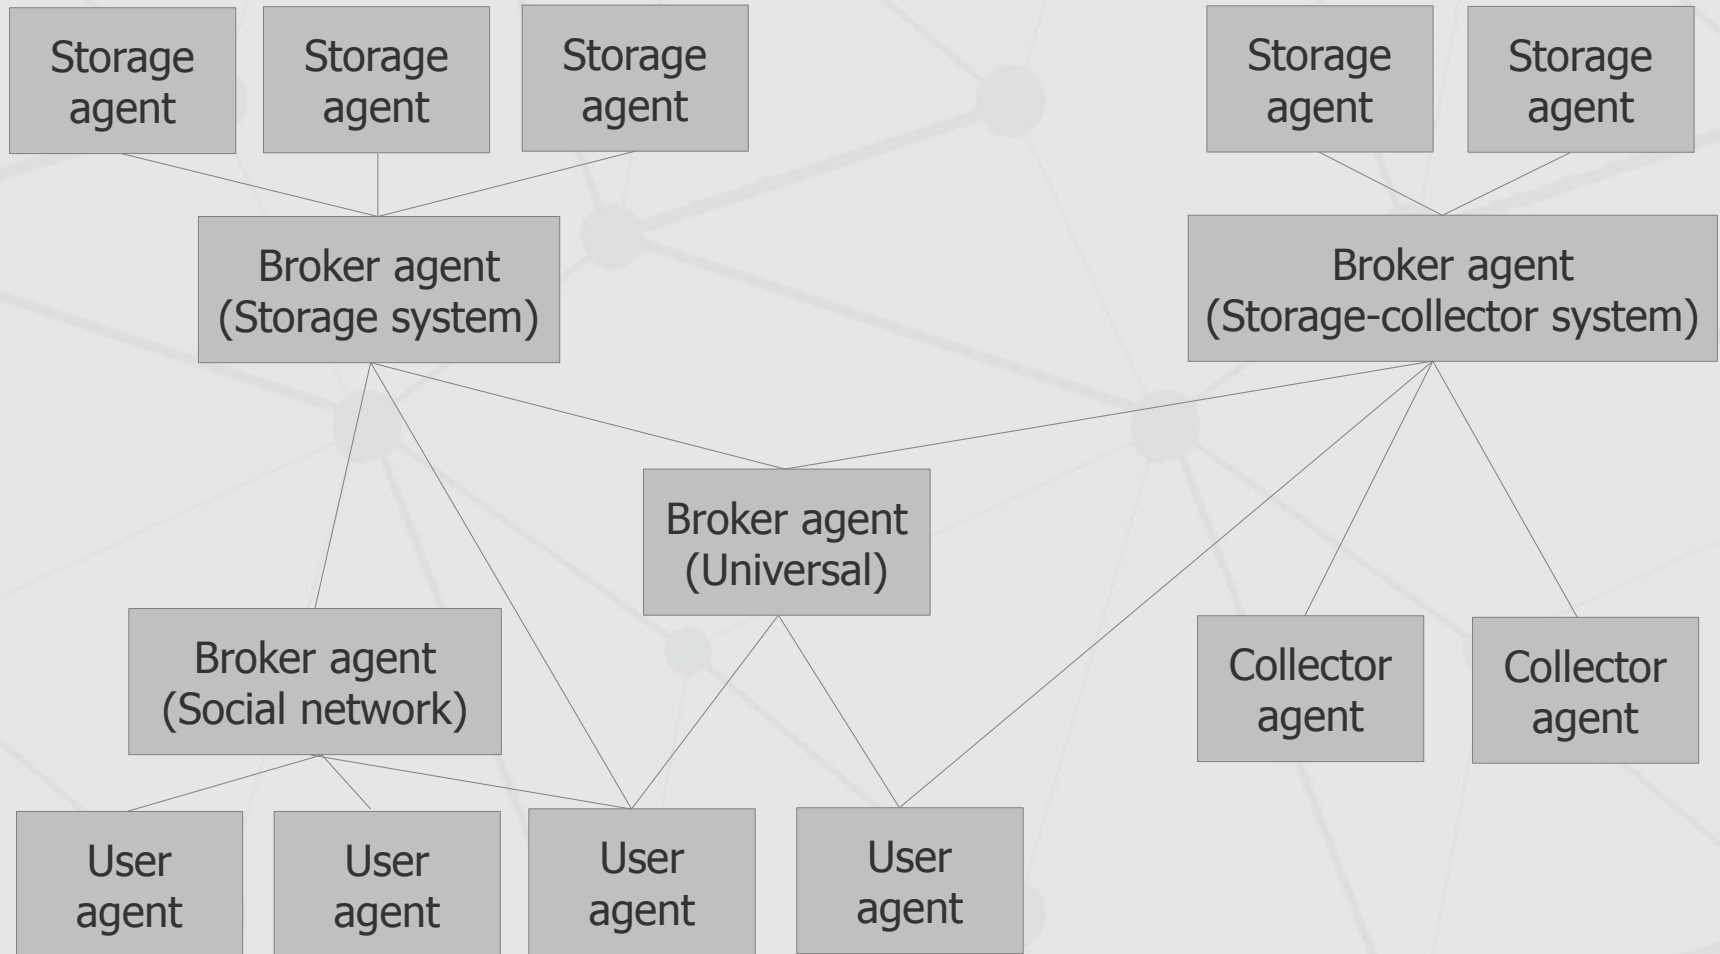 Storage
agent
Storage
agent
Storage
agent
Storage
agent
Storage
agent
Broker agent
(Storage system)
Broker agent
(Storage-collector system)
Broker agent
(Universal)
Broker agent
(Social network)
Collector
agent
Collector
agent
User
agent
User
agent
User
agent
User
agent